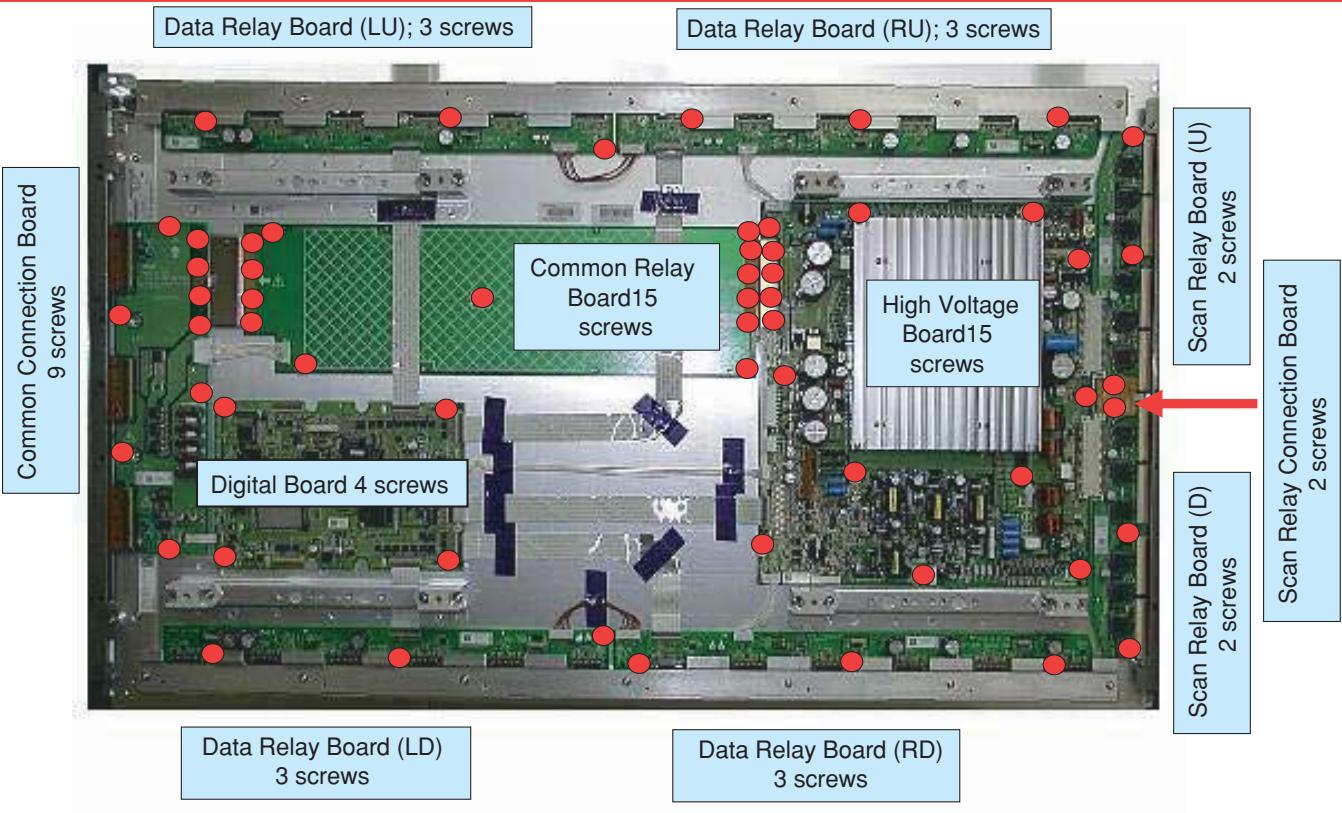 Data Relay Board (LU); 3 screws
Data Relay Board (RU); 3 screws
Common Connection Board
9 screws
Common Relay
Board15
screws
High Voltage
Board15
screws
Digital Board 4 screws
Scan Relay Board (U)
2 screws
Scan Relay Connection Board
2 screws
Scan Relay Board (D)
2 screws
Data Relay Board (LD)
3 screws
Data Relay Board (RD)
3 screws